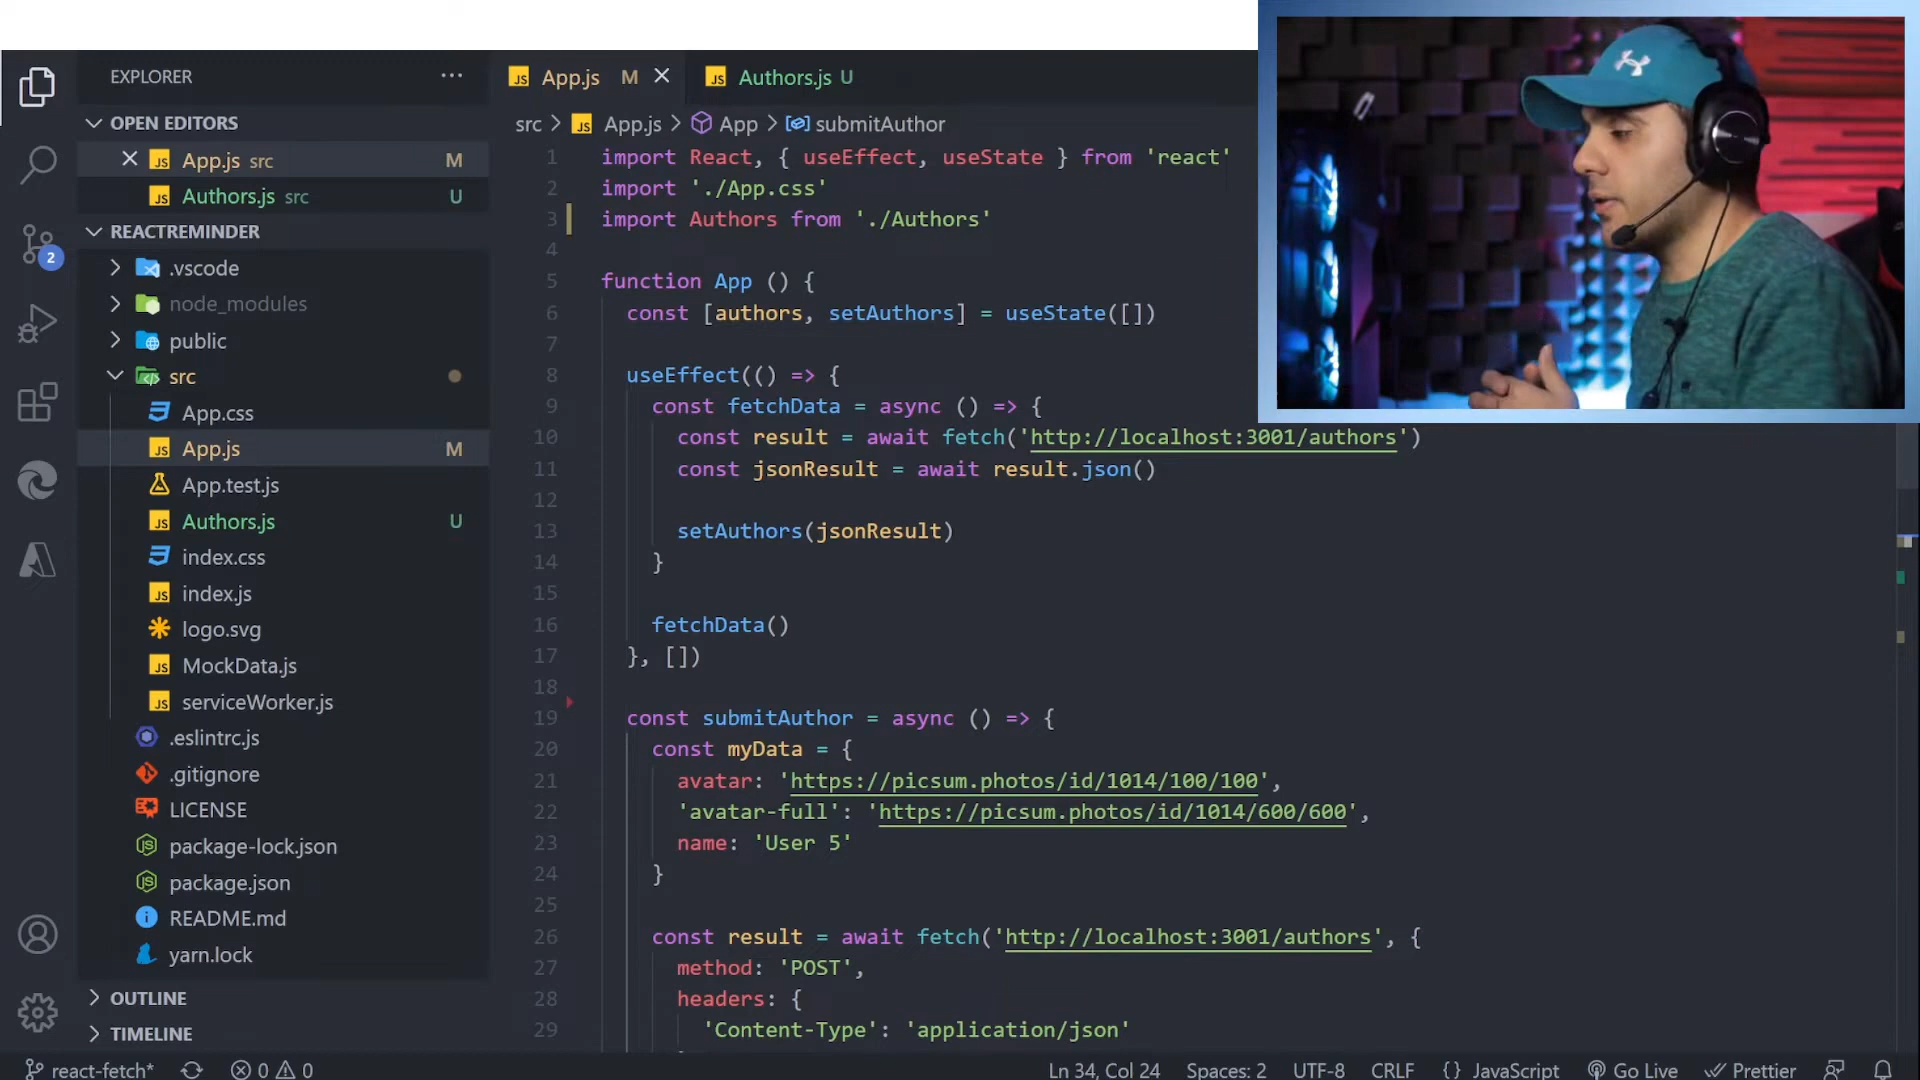 EXPLORER
OPEN EDITORS
App.js src M
Authors.js src U
REACTREMINDER
.vscode
node_modules
public
src
App.css
App.js M
App.test.js
Authors.js U
index.css
index.js
logo.svg
MockData.js
serviceWorker.js
.eslintrc.js
.gitignore
LICENSE
package-lock.json
package.json
README.md
yarn.lock
OUTLINE
TIMELINE
2
App.js M
Authors.js U
src > App.js > App > submitAuthor
1 import React, { useEffect, useState } from 'react'
2 import './App.css'
3 import Authors from './Authors'
4
5 function App () {
6 const [authors, setAuthors] = useState([])
7
8 useEffect(() => {
9 const fetchData = async () => {
10 const result = await fetch('http://localhost:3001/authors')
11 const jsonResult = await result.json()
12
13 setAuthors(jsonResult)
14 }
15
16 fetchData()
17 }, [])
18
19 const submitAuthor = async () => {
20 const myData = {
21 avatar: 'https://picsum.photos/id/1014/100/100',
22 'avatar-full': 'https://picsum.photos/id/1014/600/600',
23 name: 'User 5'
24 }
25
26 const result = await fetch('http://localhost:3001/authors', {
27 method: 'POST',
28 headers: {
29 'Content-Type': 'application/json'
react-fetch* 0 0 Ln 34, Col 24 Spaces: 2 UTF-8 CRLF {} JavaScript Go Live Prettier